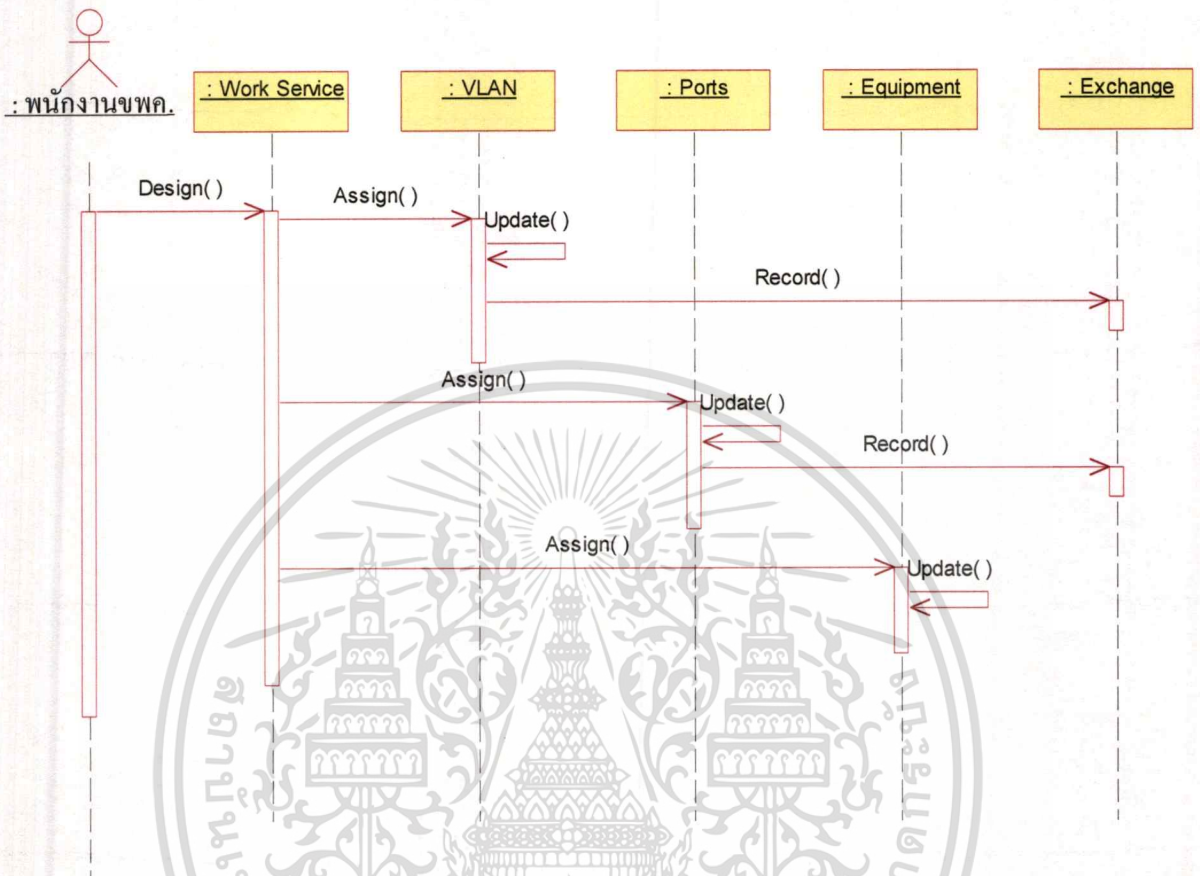 : พนักงานขพค.
: Work Service
: VLAN
: Ports
: Equipment
: Exchange
Design( )
Assign( )
Update( )
Record( )
Assign( )
Update( )
Record( )
Assign( )
Update( )